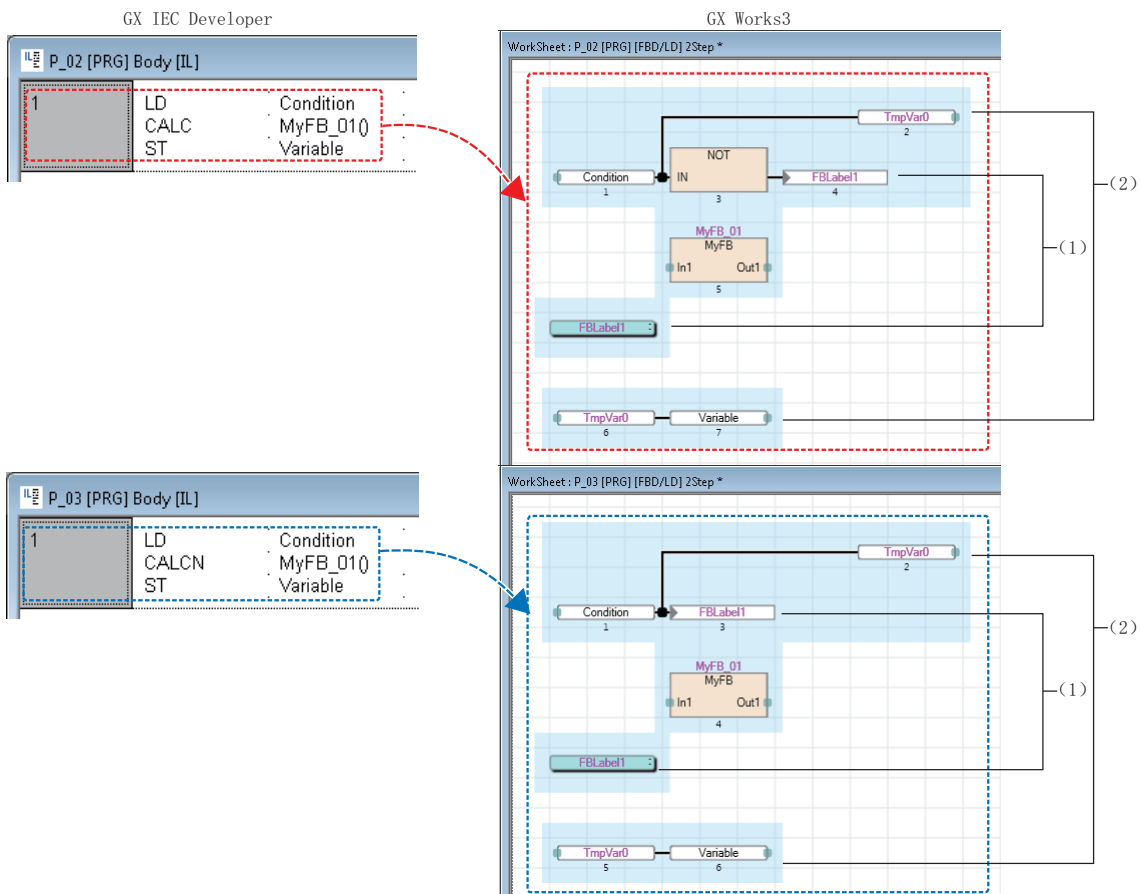 GX IEC Developer
GX Works3
P_02 [PRG] Body [IL]
1
LD Condition
CALC MyFB_01()
ST Variable
WorkSheet : P_02 [PRG] [FBD/LD] 2Step *
TmpVar0
2
NOT
Condition
IN
FBLabel1
1
3
4
(2)
MyFB_01
MyFB
In1 Out1
5
(1)
FBLabel1 :
TmpVar0
Variable
6
7
P_03 [PRG] Body [IL]
1
LD Condition
CALCN MyFB_01()
ST Variable
WorkSheet : P_03 [PRG] [FBD/LD] 2Step *
TmpVar0
2
Condition
FBLabel1
1
3
(2)
MyFB_01
MyFB
In1 Out1
4
(1)
FBLabel1 :
TmpVar0
Variable
5
6